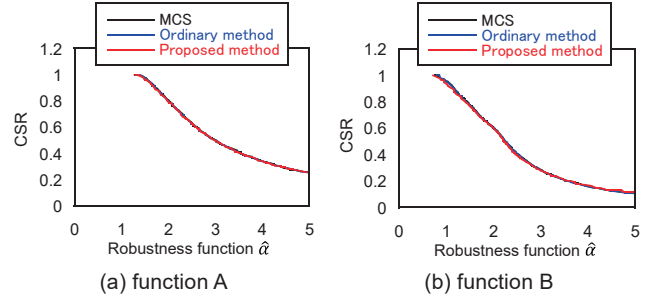 MCS
Ordinary method
Proposed method
1.2
1
0.8
0.6
0.4
0.2
0
CSR
0 1 2 3 4 5
Robustness function α̂
(a) function A
MCS
Ordinary method
Proposed method
1.2
1
0.8
0.6
0.4
0.2
0
CSR
0 1 2 3 4 5
Robustness function α̂
(b) function B